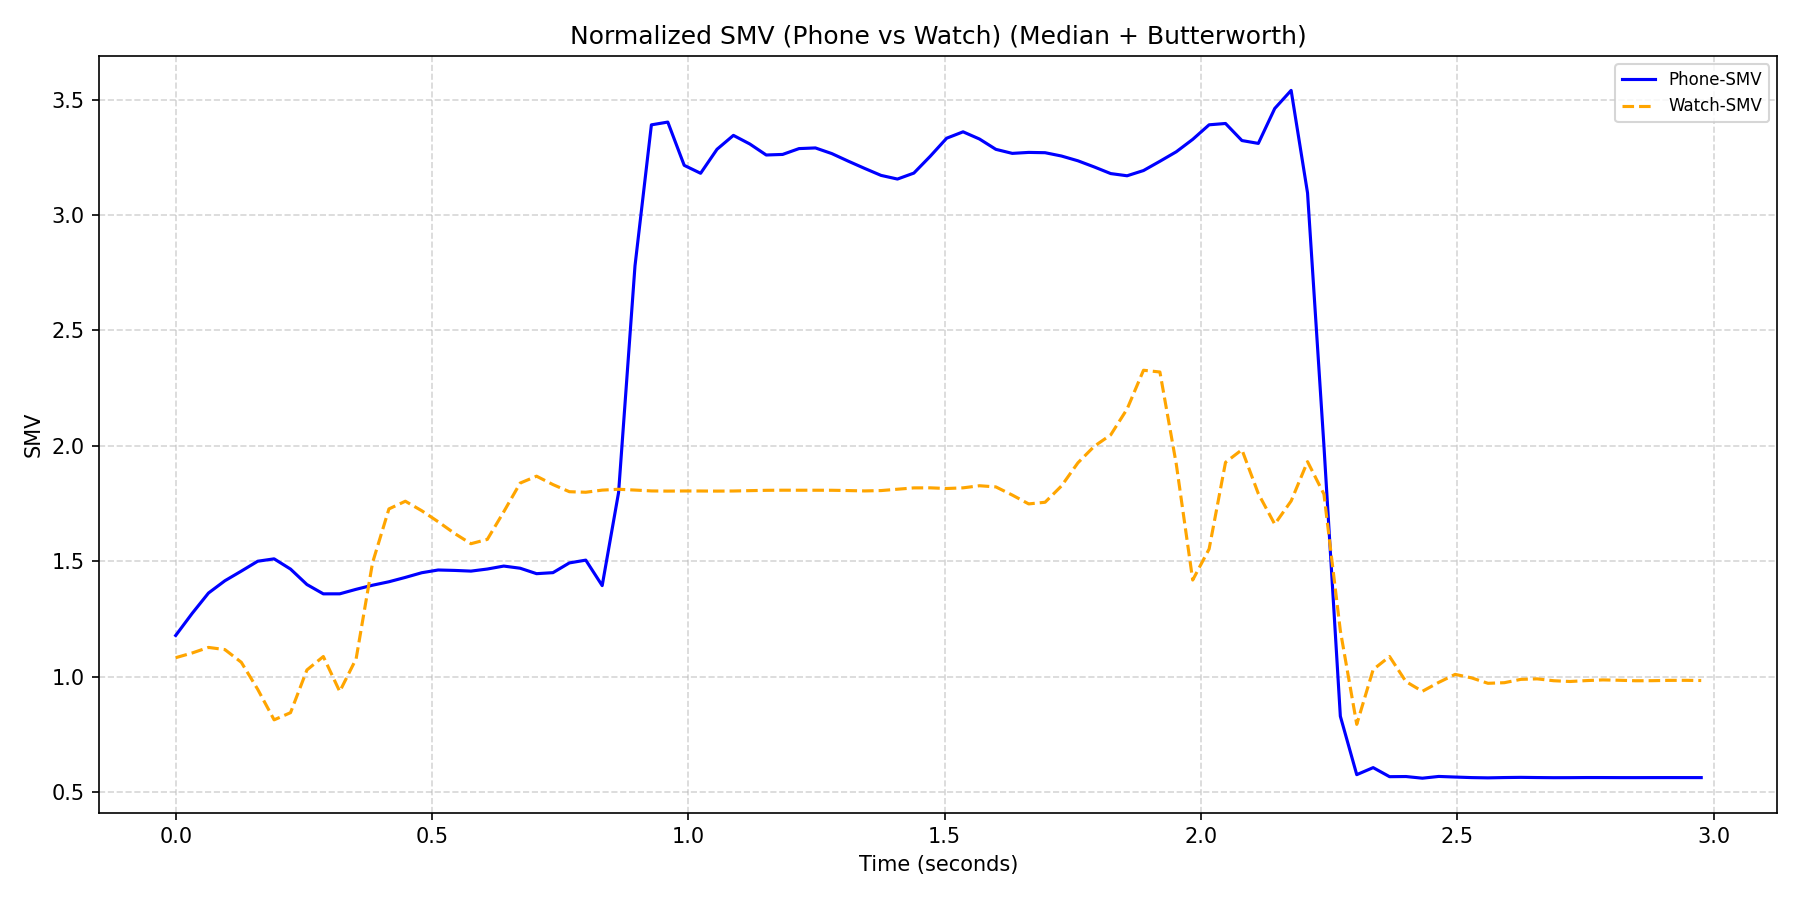 Normalized SMV (Phone vs Watch) (Median + Butterworth)
Phone-SMV
Watch-SMV
3.5
3.0
2.5
2.0
1.5
1.0
0.5
SMV
0.0 0.5 1.0 1.5 2.0 2.5 3.0
Time (seconds)